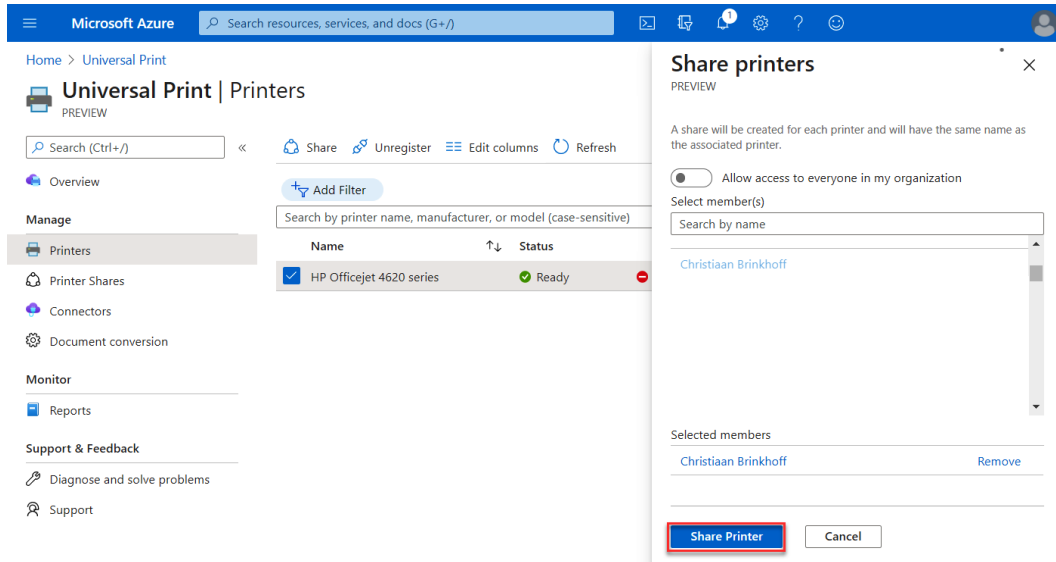 Microsoft Azure
Search resources, services, and docs (G+/)
1
Home > Universal Print
Universal Print | Printers
PREVIEW
Search (Ctrl+/)
«
Overview
Manage
Printers
Printer Shares
Connectors
Document conversion
Monitor
Reports
Support & Feedback
Diagnose and solve problems
Support
Share
Unregister
Edit columns
Refresh
Add Filter
Search by printer name, manufacturer, or model (case-sensitive)
Name ↑↓ Status
HP Officejet 4620 series Ready
Share printers
PREVIEW
A share will be created for each printer and will have the same name as
the associated printer.
Allow access to everyone in my organization
Select member(s)
Search by name
Christiaan Brinkhoff
Selected members
Christiaan Brinkhoff Remove
Share Printer Cancel